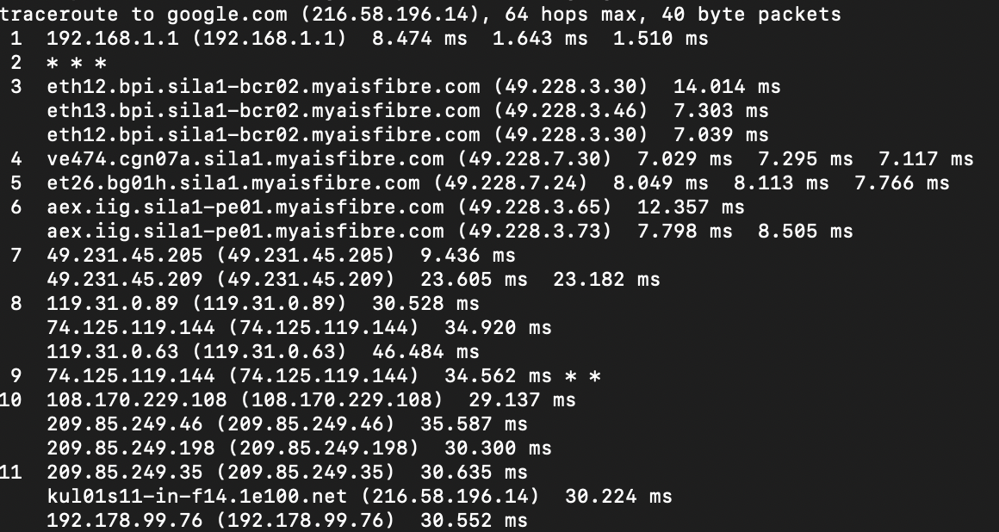 traceroute to google.com (216.58.196.14), 64 hops max, 40 byte packets
 1  192.168.1.1 (192.168.1.1)  8.474 ms  1.643 ms  1.510 ms
 2  * * *
 3  eth12.bpi.sila1-bcr02.myaisfibre.com (49.228.3.30)  14.014 ms
    eth13.bpi.sila1-bcr02.myaisfibre.com (49.228.3.46)  7.303 ms
    eth12.bpi.sila1-bcr02.myaisfibre.com (49.228.3.30)  7.039 ms
 4  ve474.cgn07a.sila1.myaisfibre.com (49.228.7.30)  7.029 ms  7.295 ms  7.117 ms
 5  et26.bg01h.sila1.myaisfibre.com (49.228.7.24)  8.049 ms  8.113 ms  7.766 ms
 6  aex.iig.sila1-pe01.myaisfibre.com (49.228.3.65)  12.357 ms
    aex.iig.sila1-pe01.myaisfibre.com (49.228.3.73)  7.798 ms  8.505 ms
 7  49.231.45.205 (49.231.45.205)  9.436 ms
    49.231.45.209 (49.231.45.209)  23.605 ms  23.182 ms
 8  119.31.0.89 (119.31.0.89)  30.528 ms
    74.125.119.144 (74.125.119.144)  34.920 ms
    119.31.0.63 (119.31.0.63)  46.484 ms
 9  74.125.119.144 (74.125.119.144)  34.562 ms * *
10  108.170.229.108 (108.170.229.108)  29.137 ms
    209.85.249.46 (209.85.249.46)  35.587 ms
    209.85.249.198 (209.85.249.198)  30.300 ms
11  209.85.249.35 (209.85.249.35)  30.635 ms
    kul01s11-in-f14.1e100.net (216.58.196.14)  30.224 ms
    192.178.99.76 (192.178.99.76)  30.552 ms